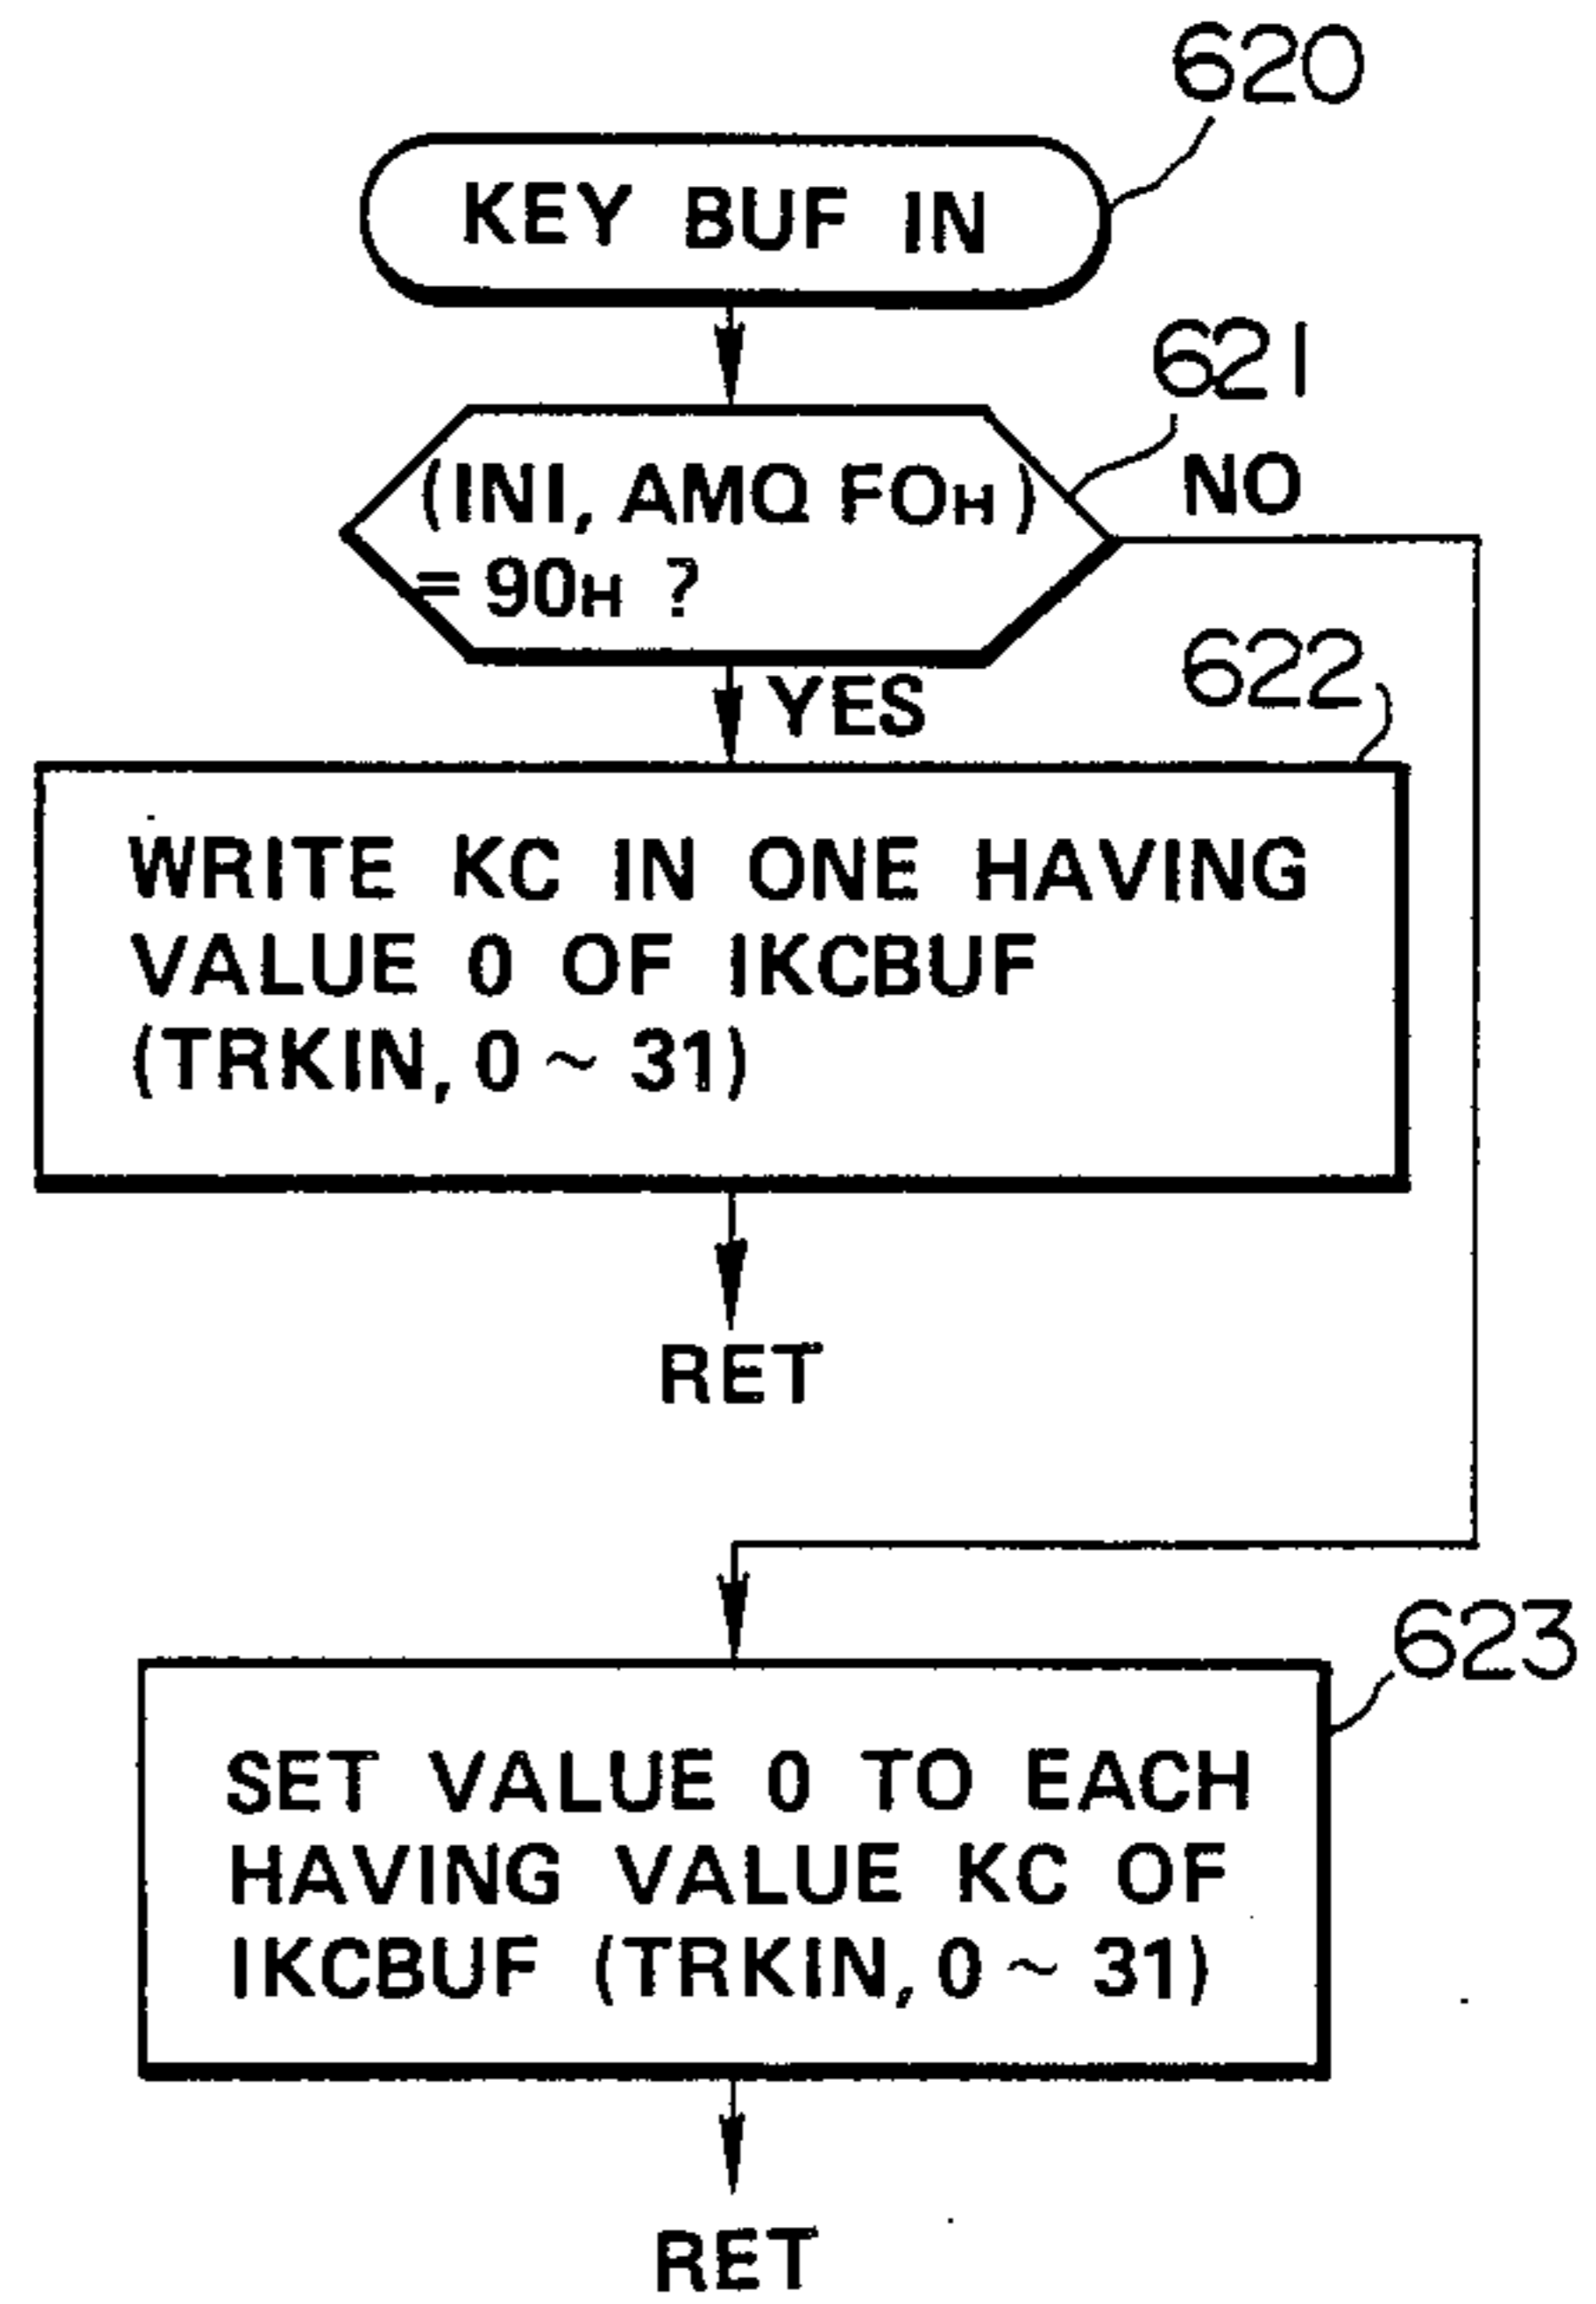 620
KEY BUF IN
621
(INI, AMQ F0H)
= 90H ?
NO
YES
622
WRITE KC IN ONE HAVING
VALUE 0 OF IKCBUF
(TRKIN, 0 ~ 31)
RET
623
SET VALUE 0 TO EACH
HAVING VALUE KC OF
IKCBUF (TRKIN, 0 ~ 31)
RET